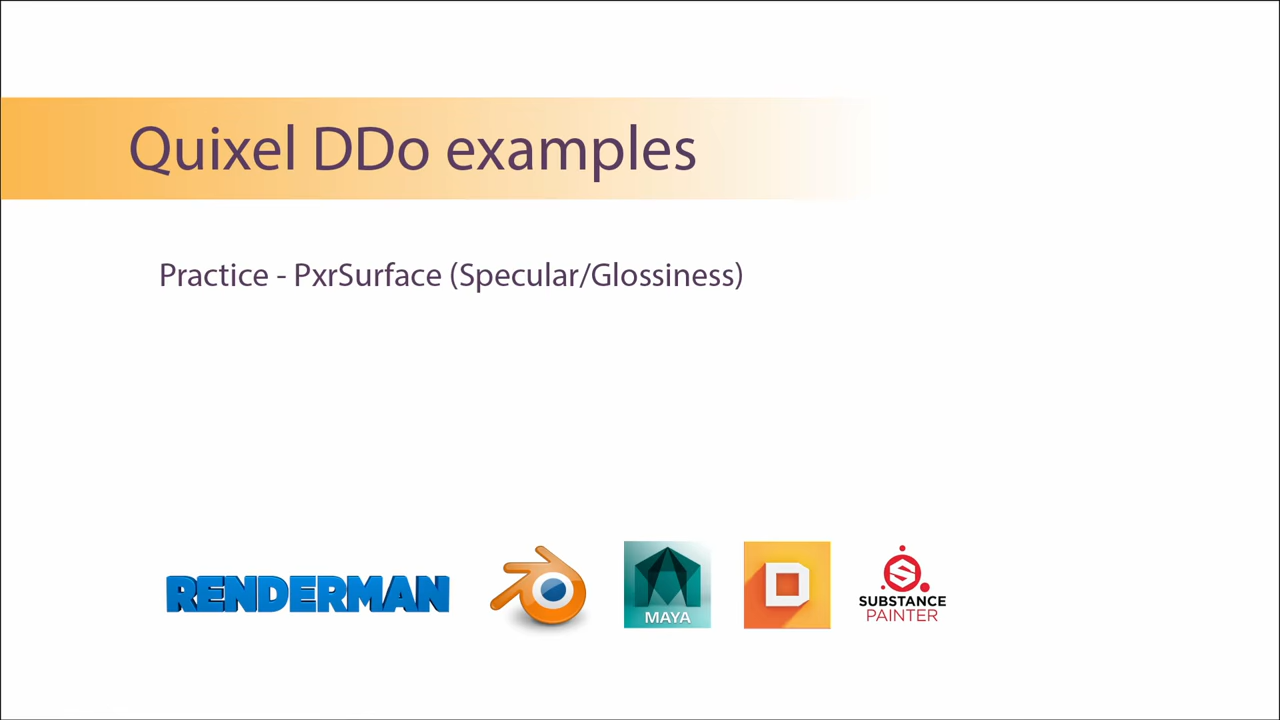 Quixel DDo examples
Practice - PxrSurface (Specular/Glossiness)
RENDERMAN
MAYA
D
SUBSTANCE
PAINTER